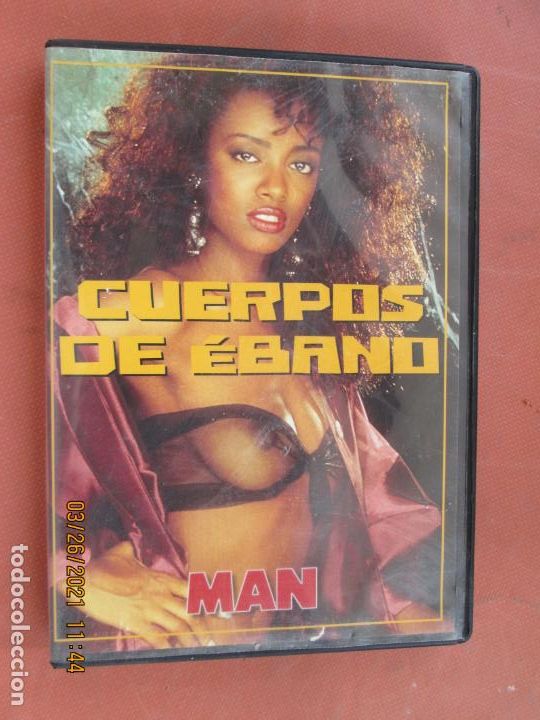 CUERPOS
DE ÉBANO
MAN
03/26/2021 11:44
todocoleccion